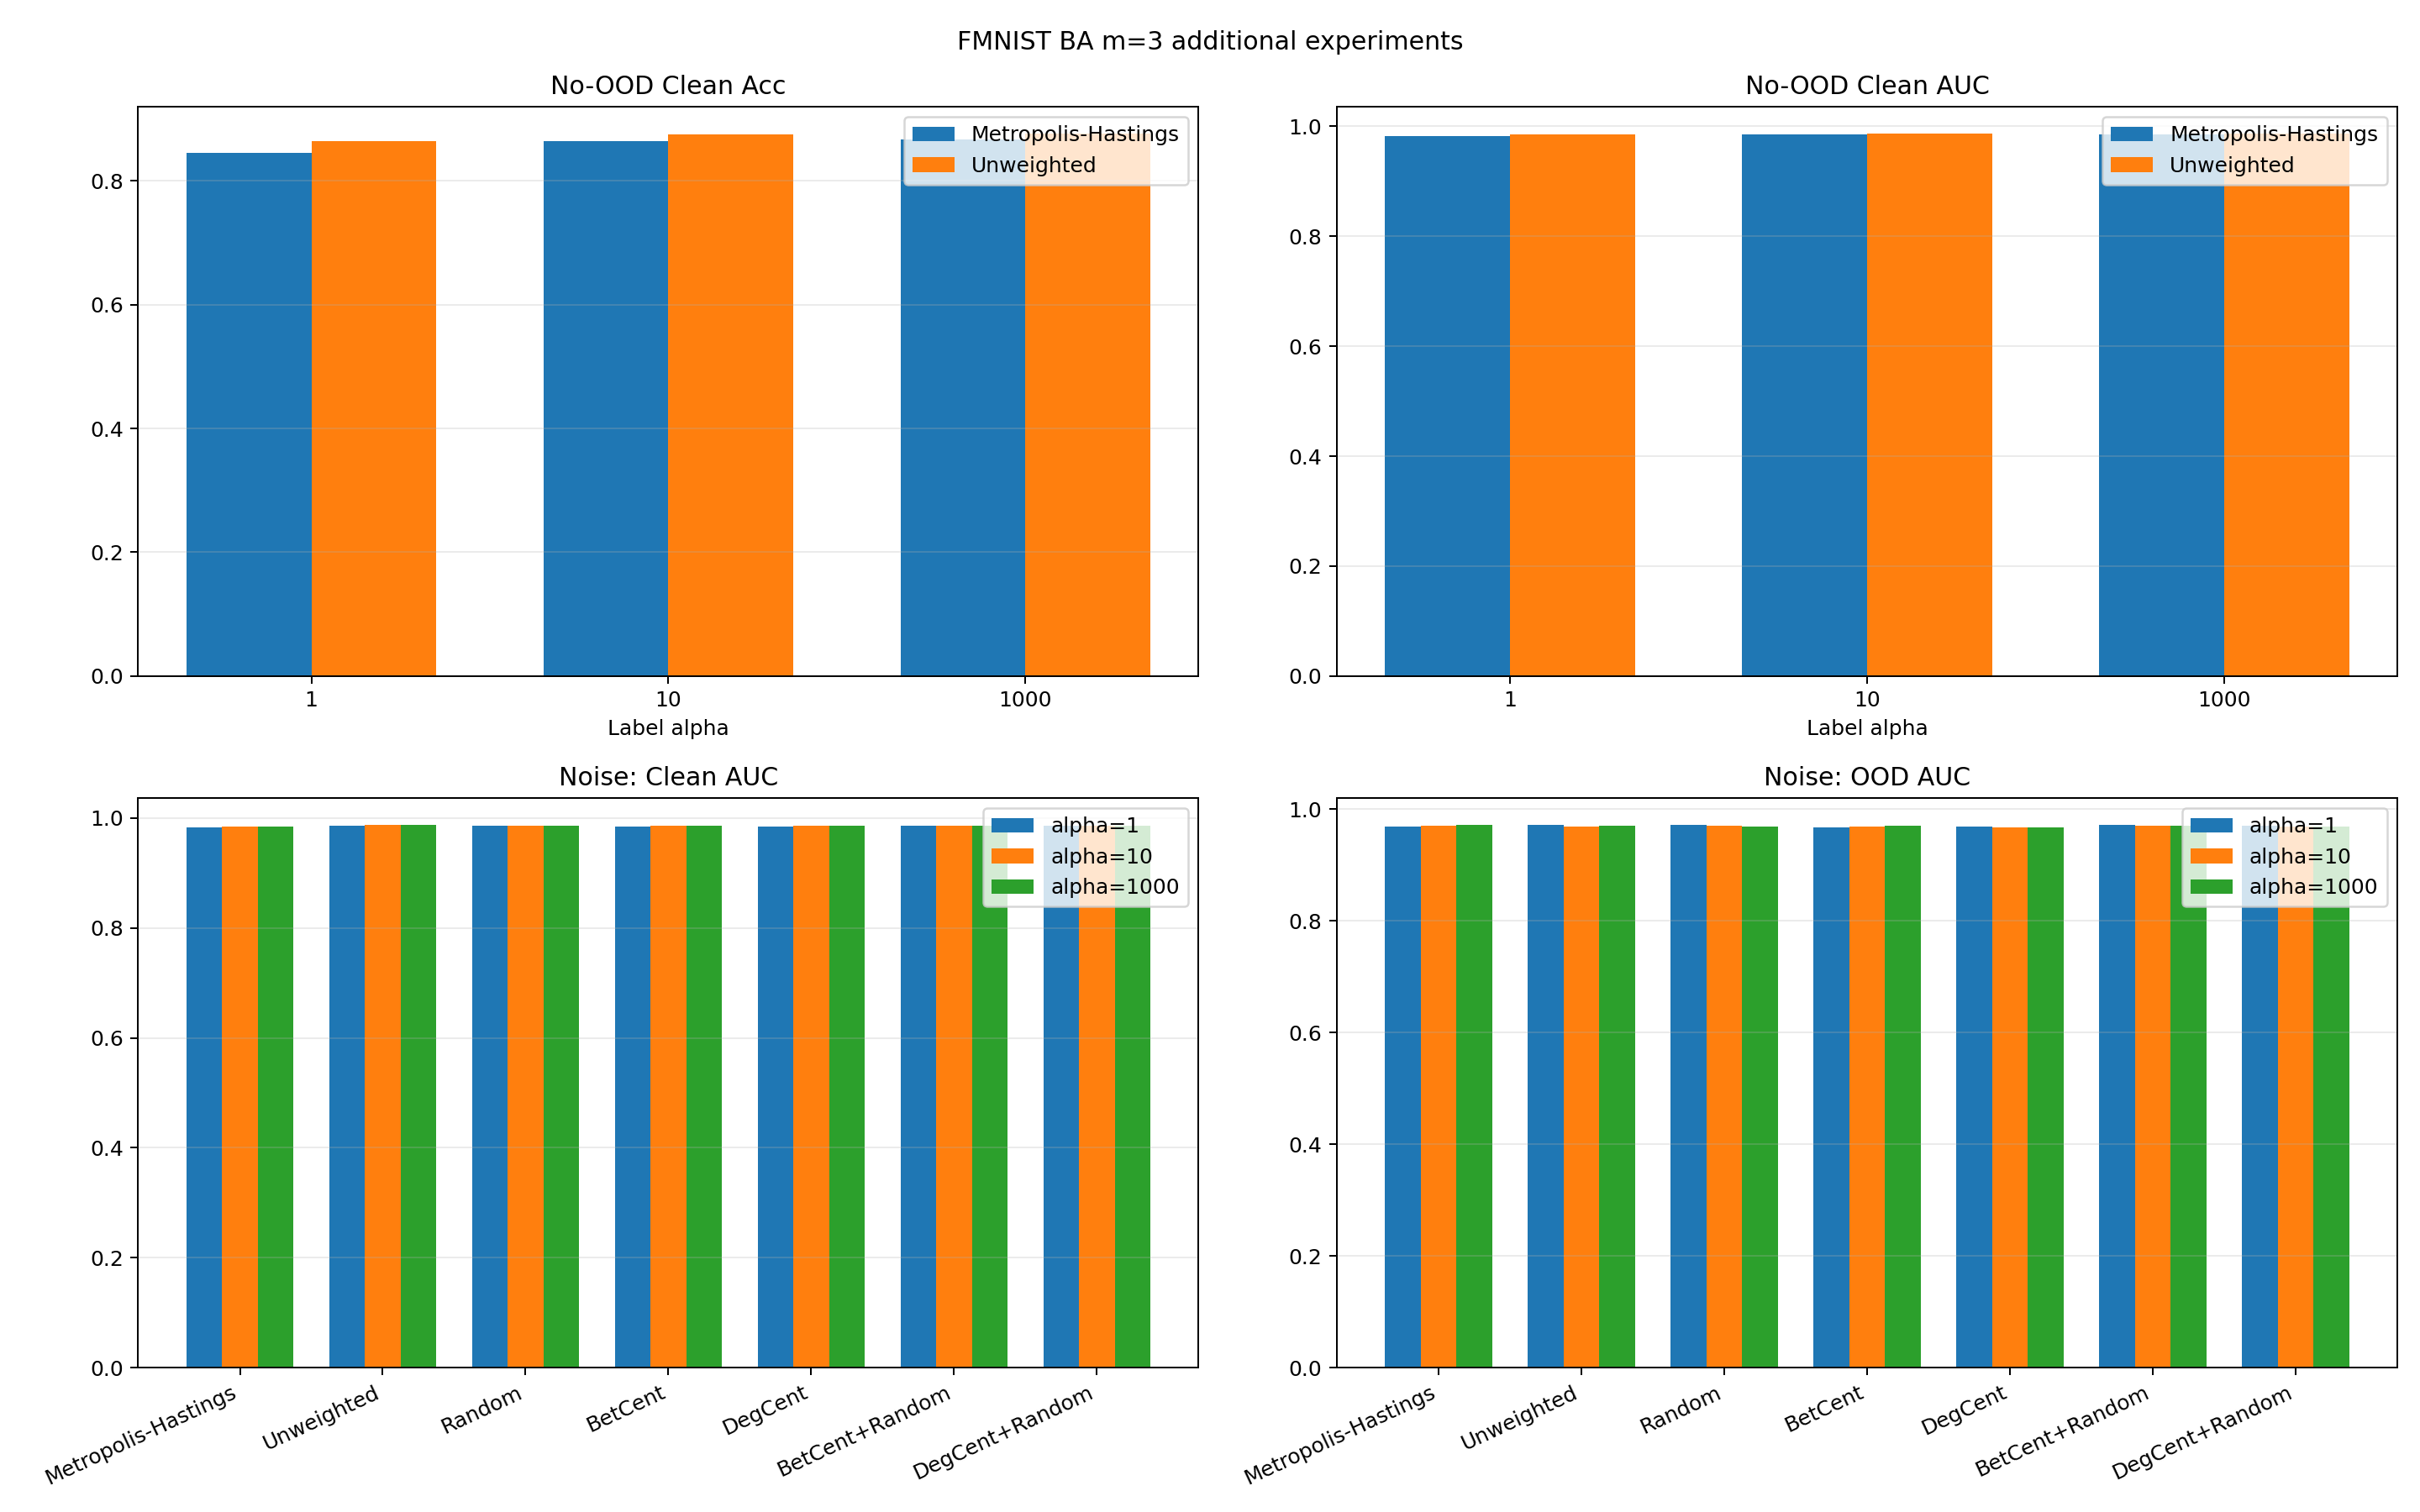 FMNIST BA m=3 additional experiments
No-OOD Clean Acc
Metropolis-Hastings
Unweighted
0.8
0.6
0.4
0.2
0.0
1
10
1000
Label alpha
No-OOD Clean AUC
Metropolis-Hastings
Unweighted
1.0
0.8
0.6
0.4
0.2
0.0
1
10
1000
Label alpha
Noise: Clean AUC
alpha=1
alpha=10
alpha=1000
1.0
0.8
0.6
0.4
0.2
0.0
Metropolis-Hastings
Unweighted
Random
BetCent
DegCent
BetCent+Random
DegCent+Random
Noise: OOD AUC
alpha=1
alpha=10
alpha=1000
1.0
0.8
0.6
0.4
0.2
0.0
Metropolis-Hastings
Unweighted
Random
BetCent
DegCent
BetCent+Random
DegCent+Random